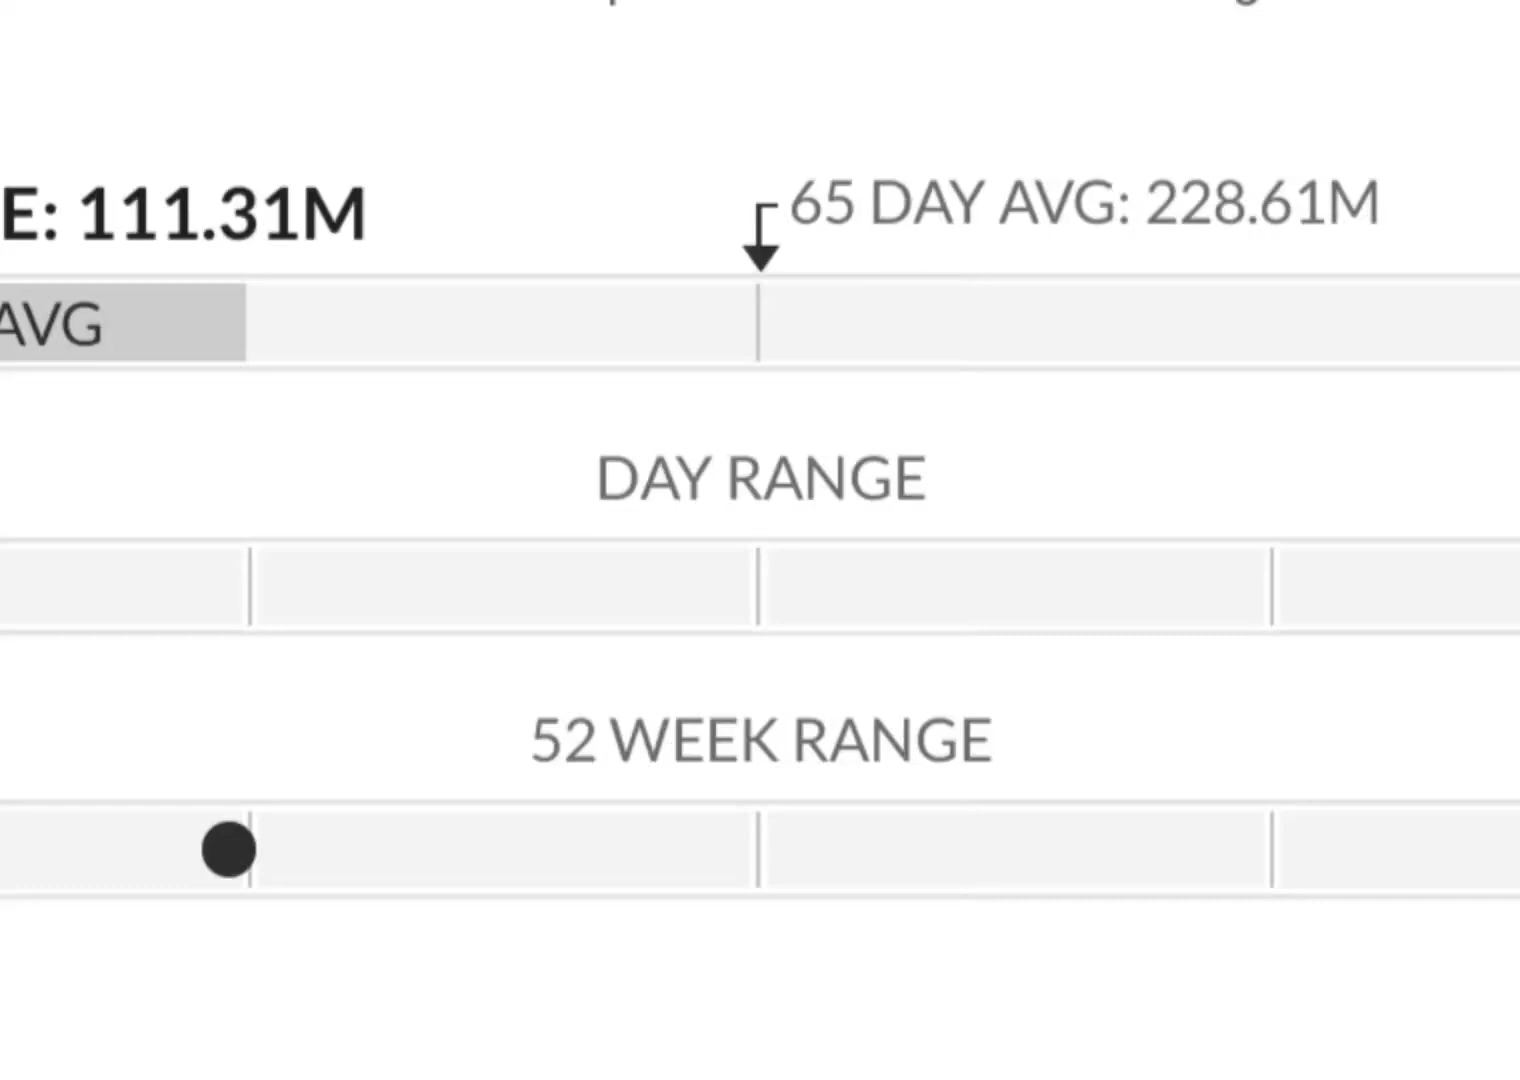 E: 111.31M
65 DAY AVG: 228.61M
AVG
DAY RANGE
52 WEEK RANGE